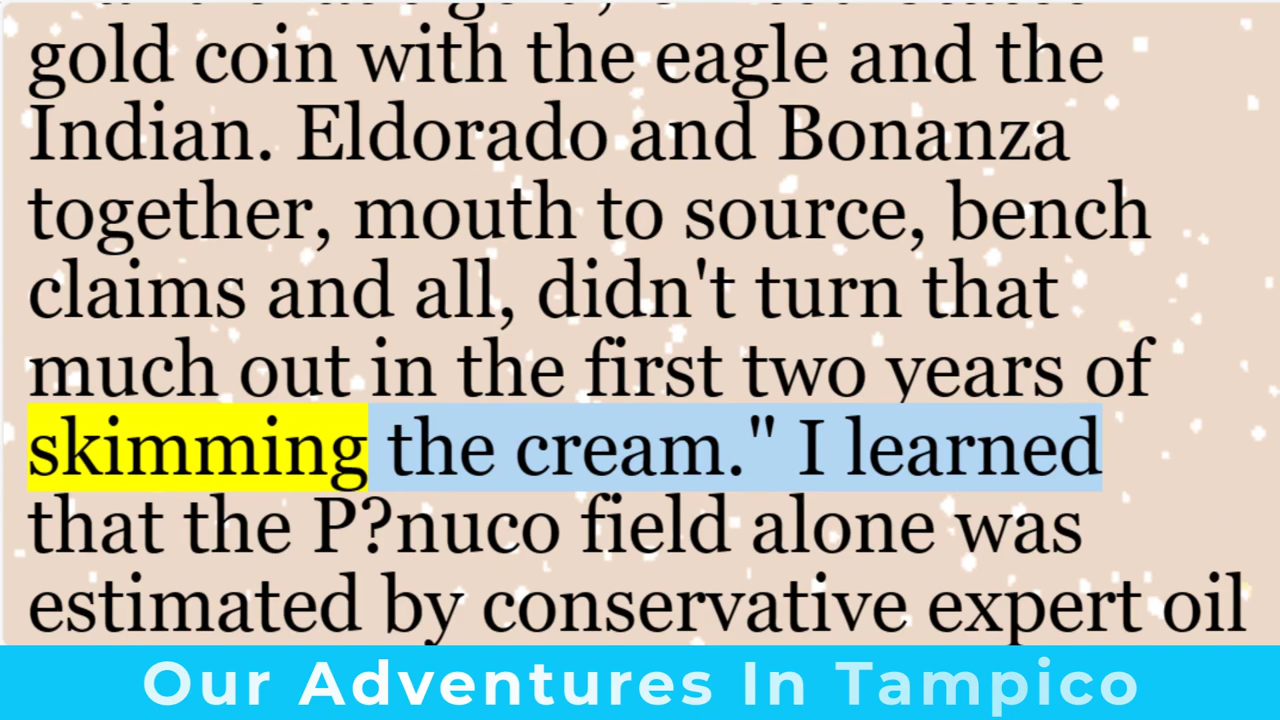 gold coin with the eagle and the
Indian. Eldorado and Bonanza
together, mouth to source, bench
claims and all, didn't turn that
much out in the first two years of
skimming the cream." I learned
that the P?nuco field alone was
estimated by conservative expert oil
Our Adventures In Tampico